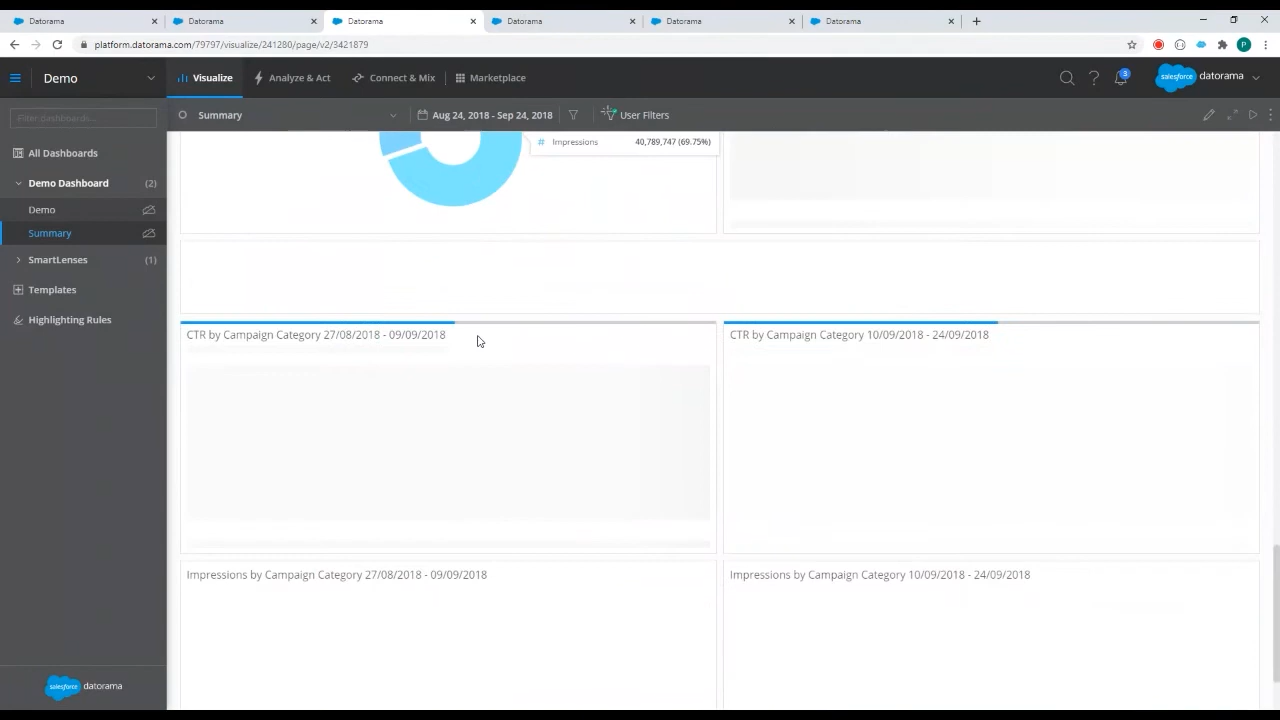 Datorama Datorama Datorama Datorama Datorama Datorama
platform.datorama.com/79797/visualize/241280/page/v2/3421879 P
Demo Visualize Analyze & Act Connect & Mix Marketplace 3 salesforce datorama
Filter dashboards... Summary Aug 24, 2018 - Sep 24, 2018 User Filters
# Impressions 40,789,747 (69.75%)
All Dashboards
Demo Dashboard (2)
Demo
Summary
SmartLenses (1)
Templates
Highlighting Rules
CTR by Campaign Category 27/08/2018 - 09/09/2018 CTR by Campaign Category 10/09/2018 - 24/09/2018
Impressions by Campaign Category 27/08/2018 - 09/09/2018 Impressions by Campaign Category 10/09/2018 - 24/09/2018
salesforce datorama